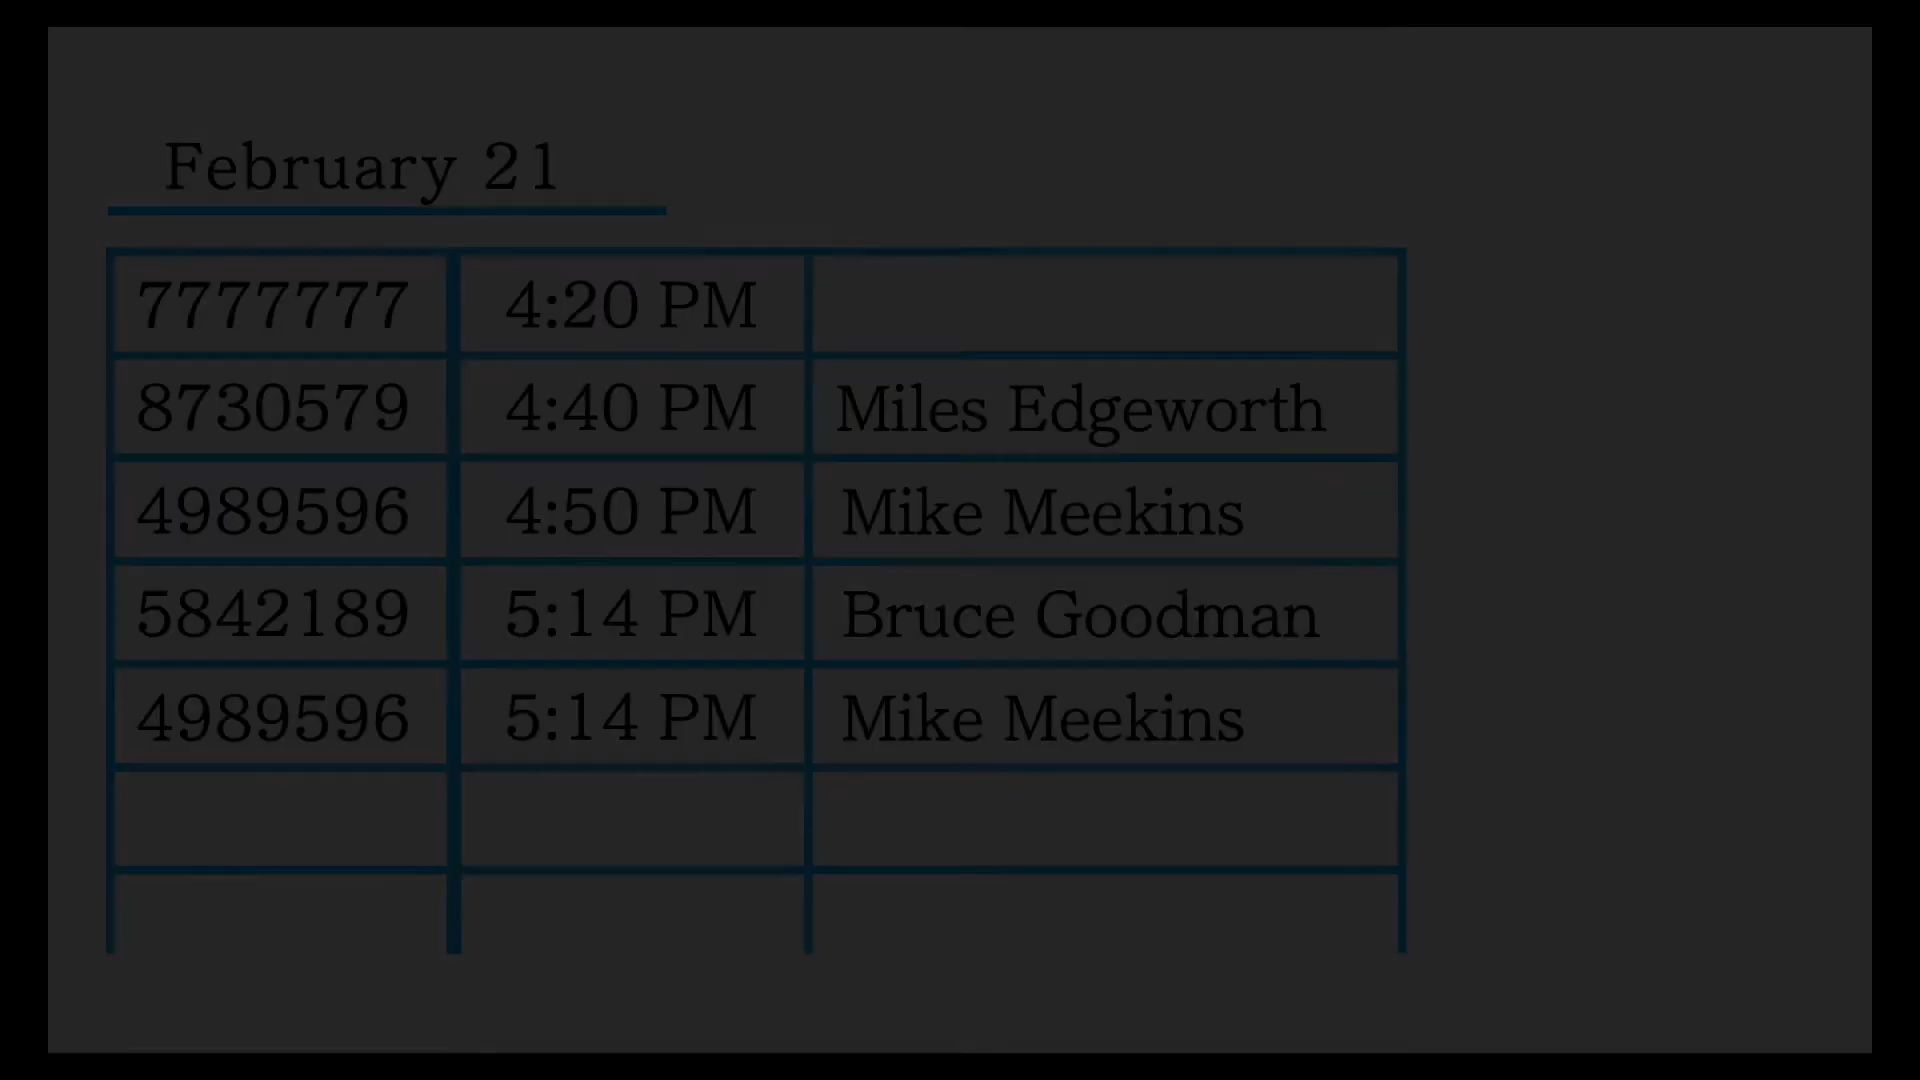 February 21
7777777 4:20 PM
8730579 4:40 PM Miles Edgeworth
4989596 4:50 PM Mike Meekins
5842189 5:14 PM Bruce Goodman
4989596 5:14 PM Mike Meekins